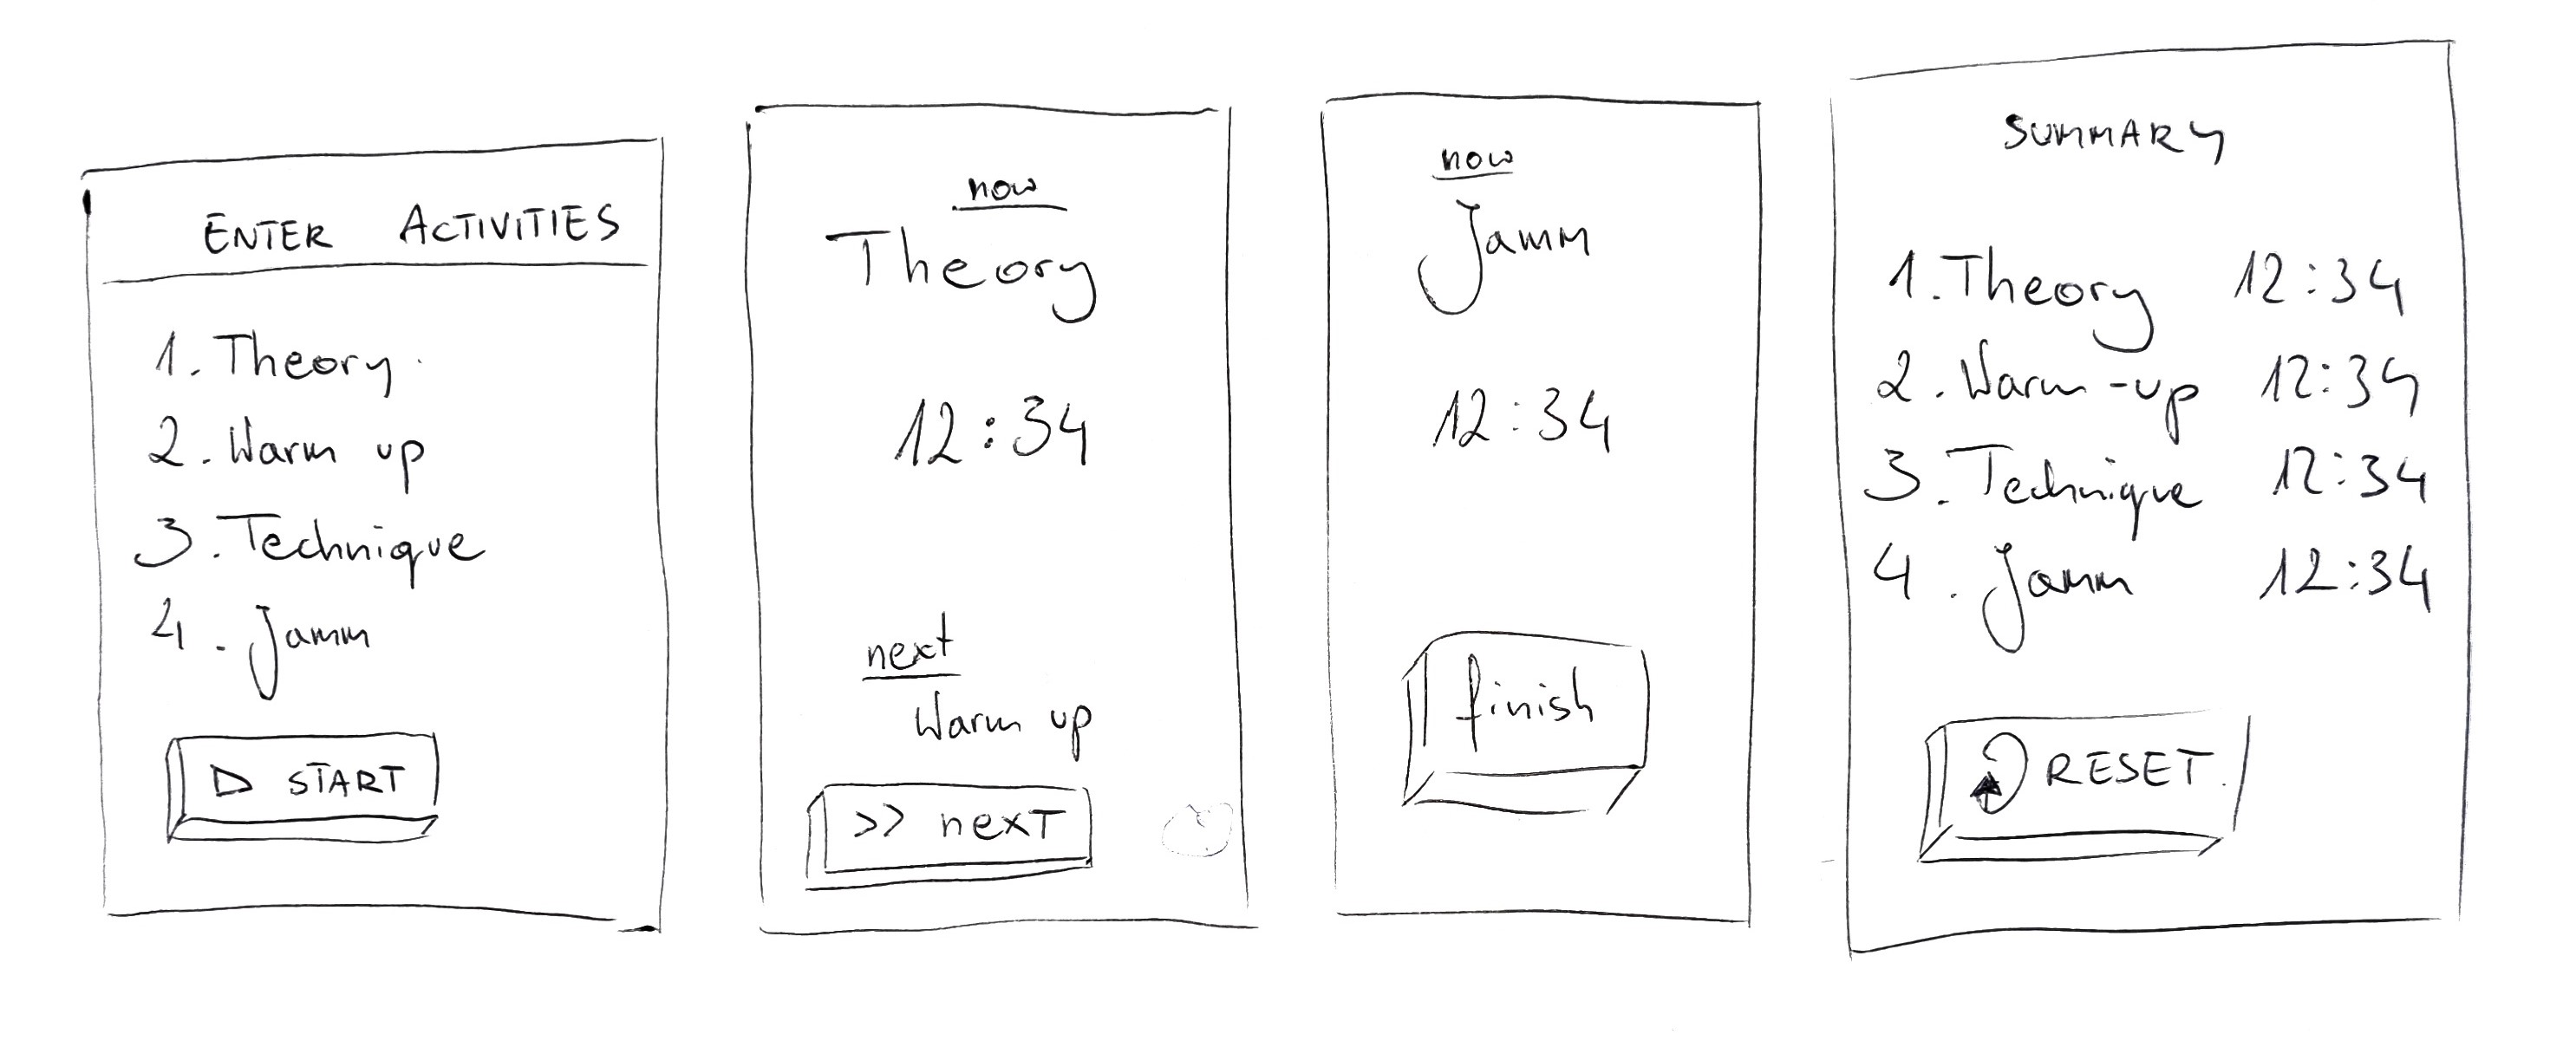 ENTER ACTIVITIES
1. Theory
2. Warm up
3. Technique
4. Jamm
START
now
Theory
12:34
next
Warm up
>> next
now
Jamm
12:34
finish
SUMMARY
1. Theory 12:34
2. Warm-up 12:34
3. Technique 12:34
4. Jamm 12:34
RESET